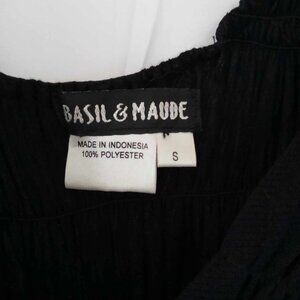 BASIL & MAUDE
MADE IN INDONESIA
100% POLYESTER
S